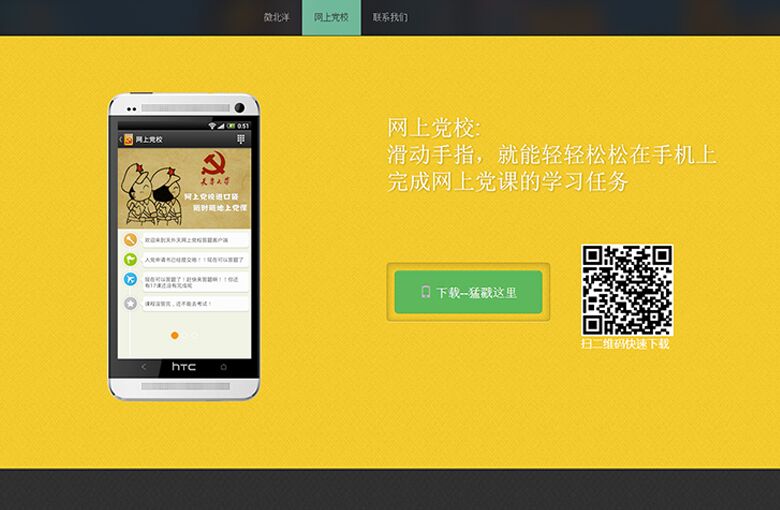 微北洋
网上党校
联系我们
网上党校:
滑动手指，就能轻轻松松在手机上
完成网上党课的学习任务
下载--猛戳这里
扫二维码快速下载
0:51
网上党校
天津大学
网上党校进口袋
随时随地上党课
欢迎来到天外天网上党校答题客户端
入党申请书已经提交咯！！现在可以答题了
现在可以答题了！赶快来答题啊！！你还
有17课还没有完成呢
课程没答完，还不能去考试！
hTC